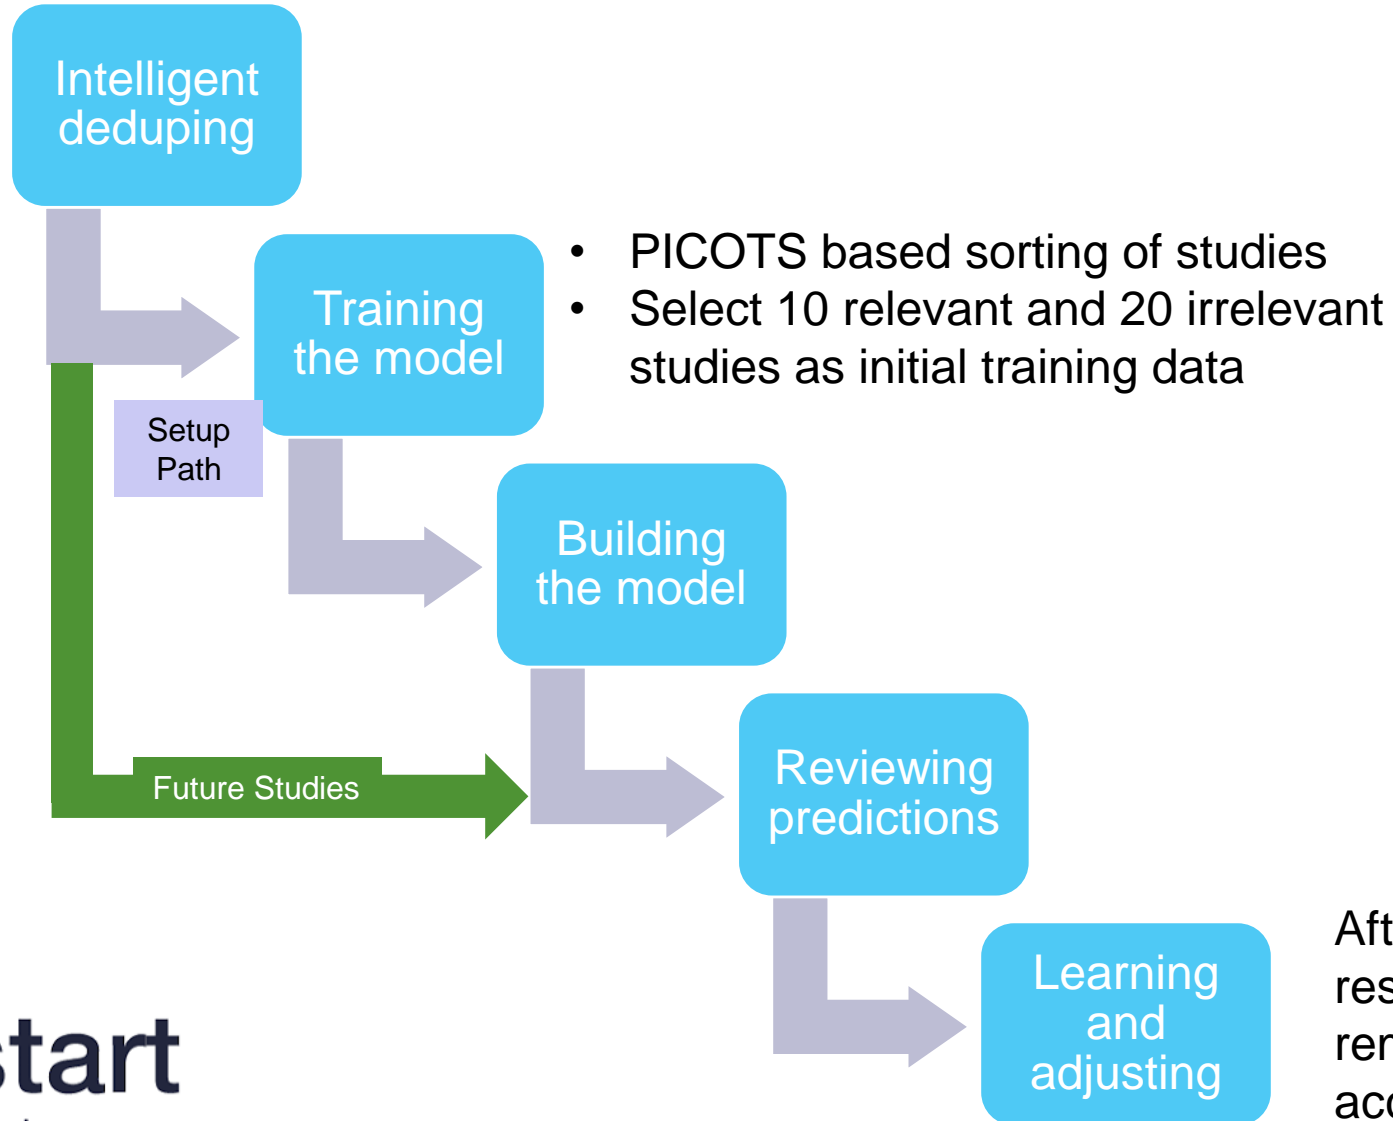 Intelligent
deduping
• PICOTS based sorting of studies
• Select 10 relevant and 20 irrelevant
studies as initial training data
Training
the model
Setup
Path
Building
the model
Future Studies
Reviewing
predictions
Learning
and
adjusting